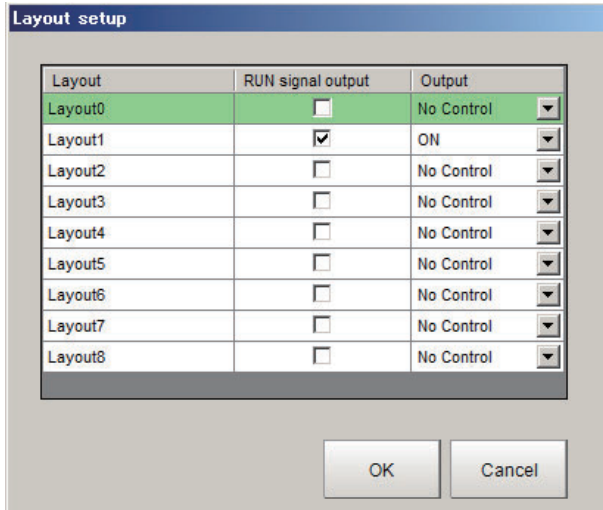 Layout setup
Layout RUN signal output Output
Layout0 No Control
Layout1 ON
Layout2 No Control
Layout3 No Control
Layout4 No Control
Layout5 No Control
Layout6 No Control
Layout7 No Control
Layout8 No Control
OK Cancel